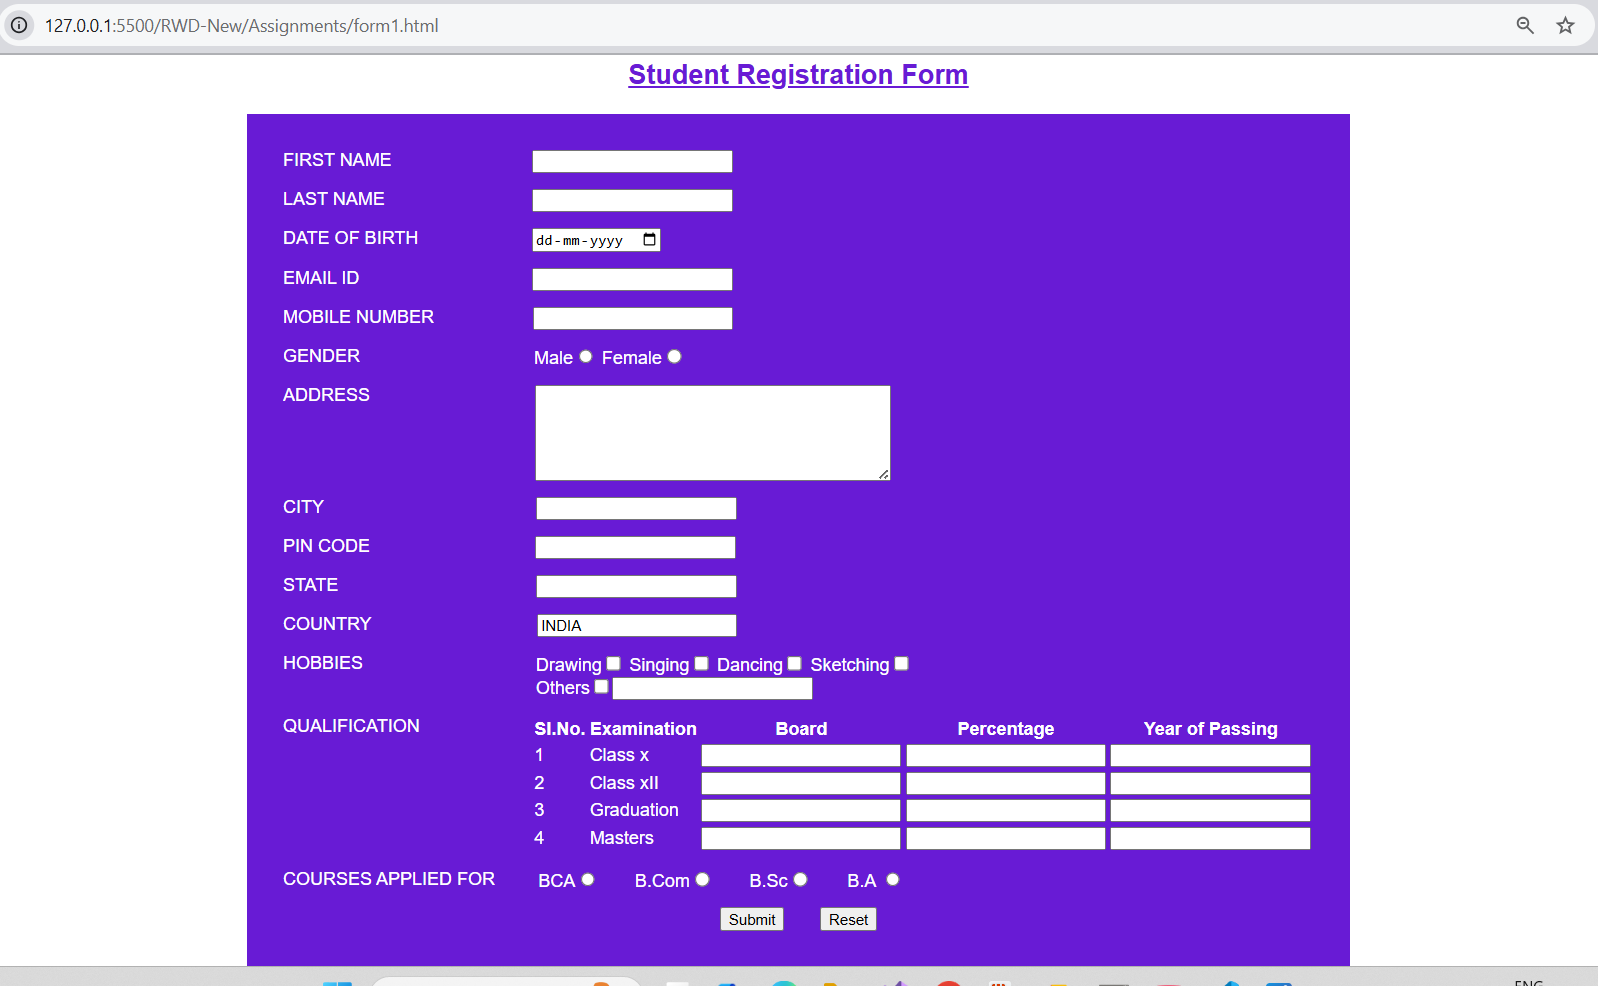 127.0.0.1:5500/RWD-New/Assignments/form1.html
Student Registration Form
FIRST NAME
LAST NAME
DATE OF BIRTH dd-mm-yyyy
EMAIL ID
MOBILE NUMBER
GENDER Male Female
ADDRESS
CITY
PIN CODE
STATE
COUNTRY INDIA
HOBBIES Drawing Singing Dancing Sketching
Others
QUALIFICATION SI.No. Examination Board Percentage Year of Passing
1 Class x
2 Class xII
3 Graduation
4 Masters
COURSES APPLIED FOR BCA B.Com B.Sc B.A
Submit Reset
ENG